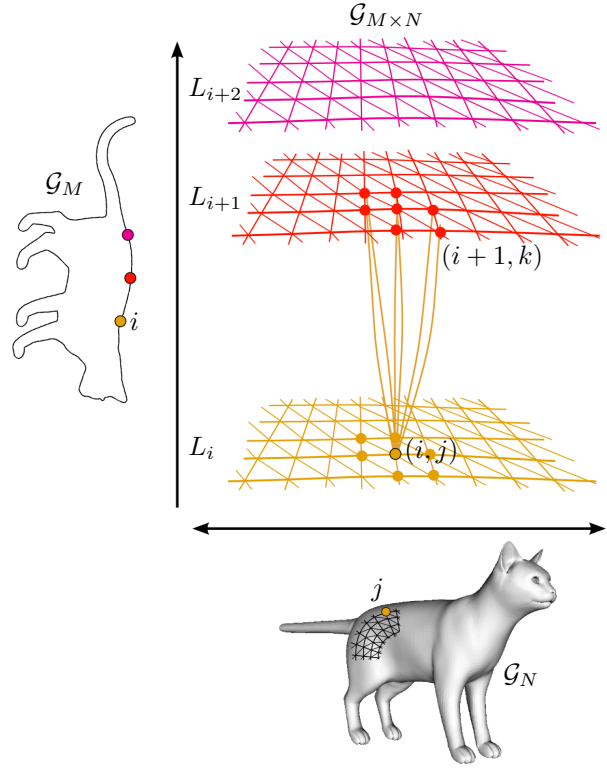 𝒢_{M×N}
L_{i+2}
𝒢_M
L_{i+1}
(i + 1, k)
i
L_i
(i, j)
j
𝒢_N